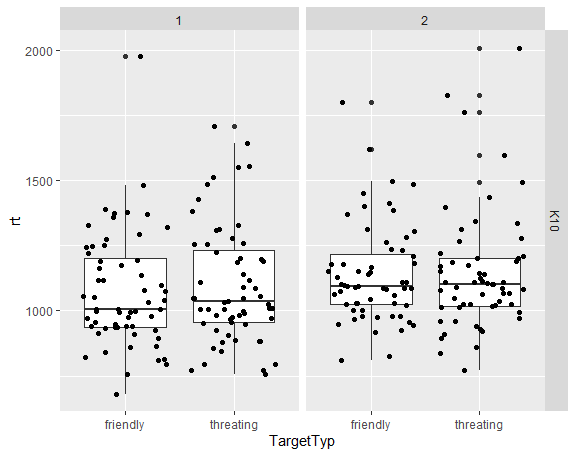 1 2
2000
1500
1000
rt
K10
friendly threating friendly threating
TargetTyp